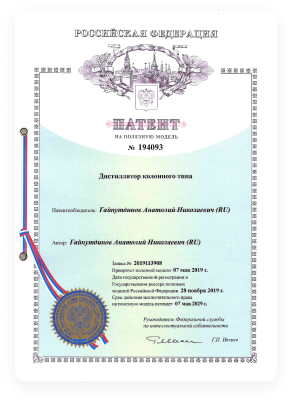 РОССИЙСКАЯ ФЕДЕРАЦИЯ
ПАТЕНТ
НА ПОЛЕЗНУЮ МОДЕЛЬ
№ 194093
Дистиллятор колонного типа
Патентообладатель: Гайнутдинов Анатолий Николаевич (RU)
Автор: Гайнутдинов Анатолий Николаевич (RU)
Заявка № 2019113908
Приоритет полезной модели 07 мая 2019 г.
Дата государственной регистрации в
Государственном реестре полезных
моделей Российской Федерации 28 ноября 2019 г.
Срок действия исключительного права
на полезную модель истекает 07 мая 2029 г.
Руководитель Федеральной службы
по интеллектуальной собственности
Г.П. Ивлиев